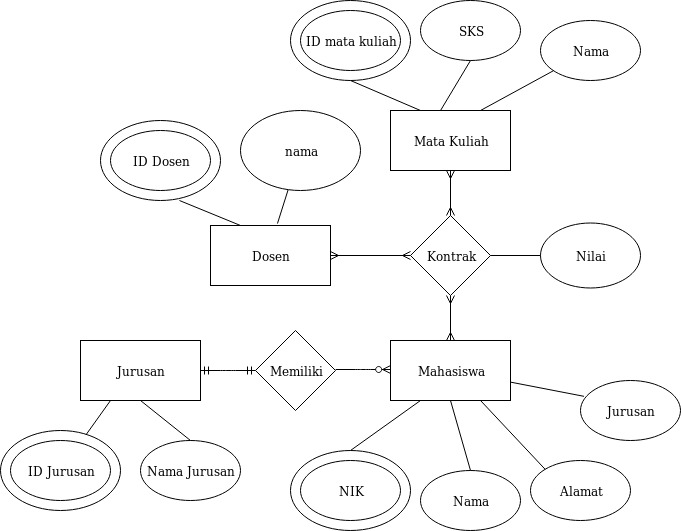 ID mata kuliah
SKS
Nama
ID Dosen
nama
Mata Kuliah
Dosen
Kontrak
Nilai
Jurusan
Memiliki
Mahasiswa
Jurusan
ID Jurusan
Nama Jurusan
NIK
Nama
Alamat